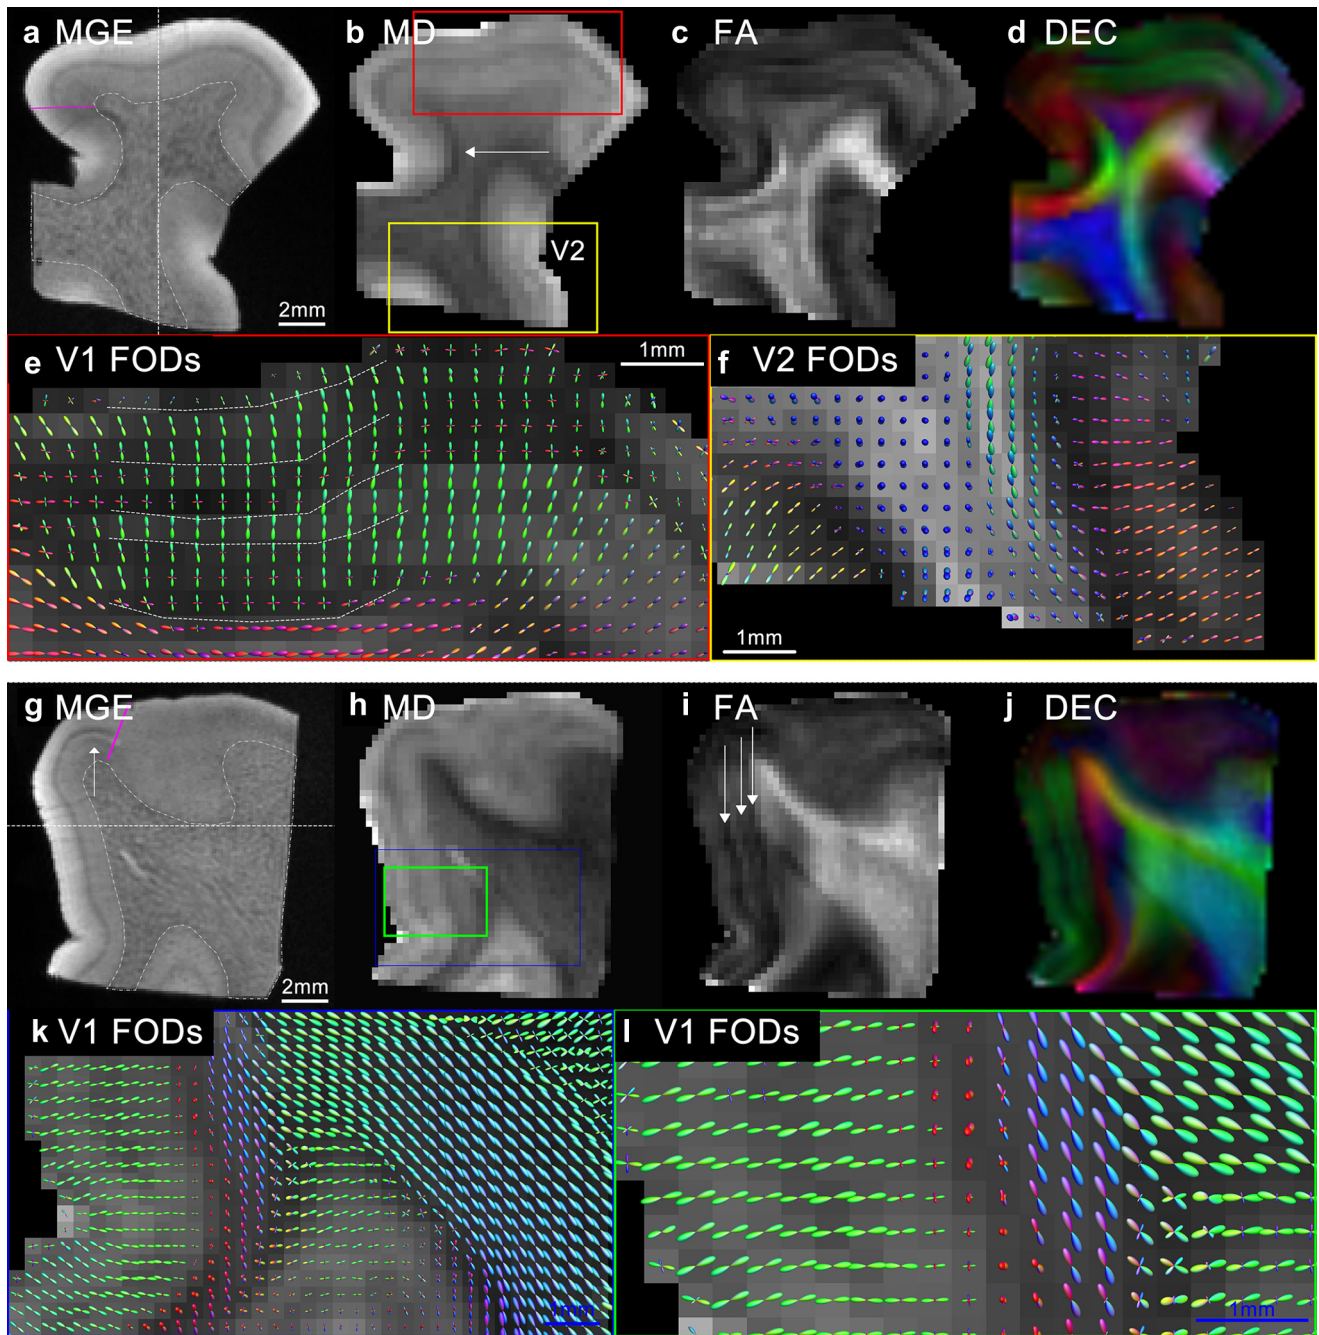 a MGE
b MD
c FA
d DEC
V2
2mm
e V1 FODs
1mm
f V2 FODs
1mm
g MGE
h MD
i FA
j DEC
2mm
k V1 FODs
1mm
l V1 FODs
1mm